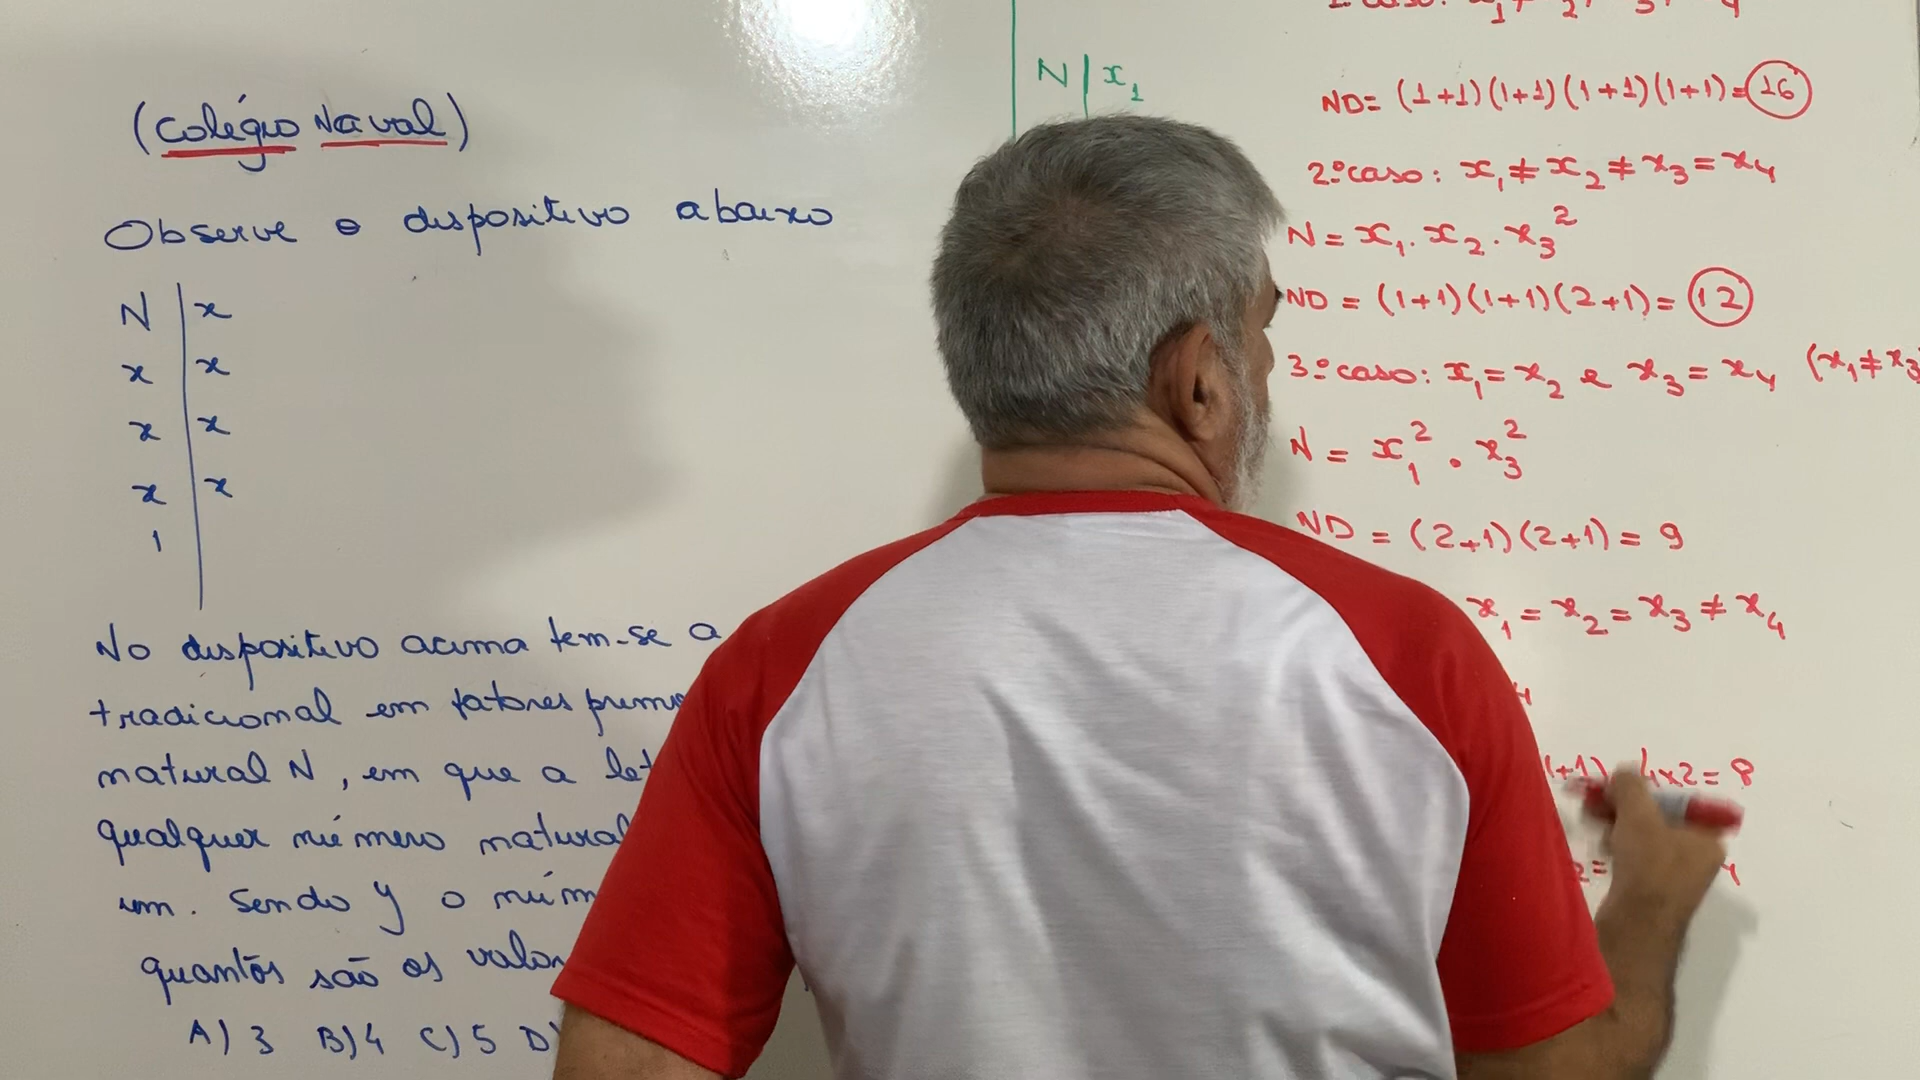 (Colégio Naval)
Observe o dispositivo abaixo
N | x
x | x
x | x
x | x
1 |
No dispositivo acima tem-se a
tradicional em fatores
natural N, em que a
qualquer número natural
um. Sendo y o
quantos são os
A) 3 B) 4 C) 5 D)
N | x₁
ND = (1+1)(1+1)(1+1)(1+1) = 16
2º caso: x₁ ≠ x₂ ≠ x₃ = x₄
N = x₁ . x₂ . x₃²
ND = (1+1)(1+1)(2+1) = 12
3º caso: x₁ = x₂ e x₃ = x₄ (x₁ ≠ x₃
N = x₁² . x₃²
ND = (2+1)(2+1) = 9
x₁ = x₂ = x₃ ≠ x₄
(1+1) 4x2 = 8